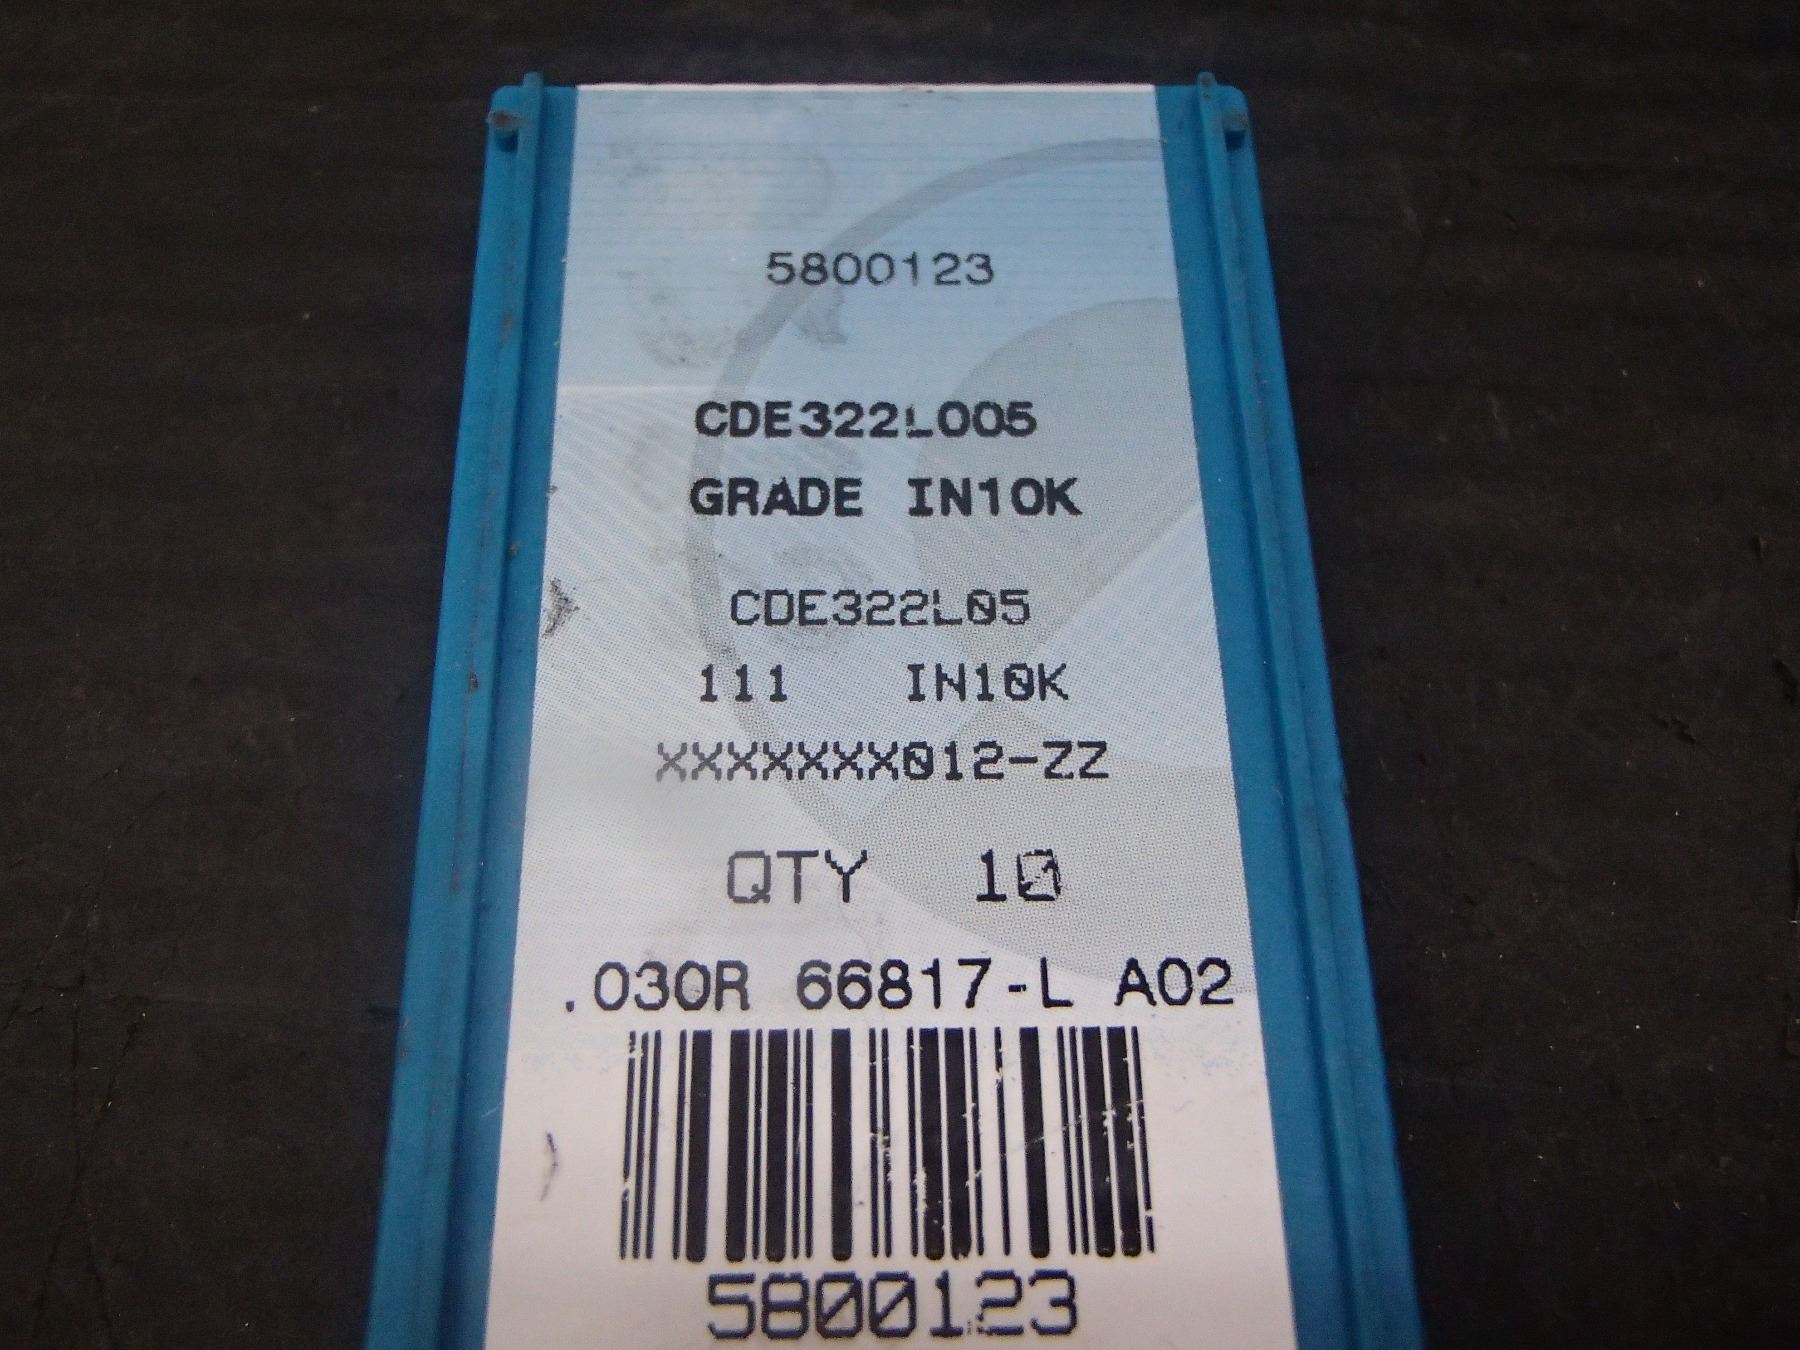 5800123
CDE322L005
GRADE IN10K
CDE322L05
111 IN10K
XXXXXXX012-ZZ
QTY 10
.030R 66817-L A02
5800123